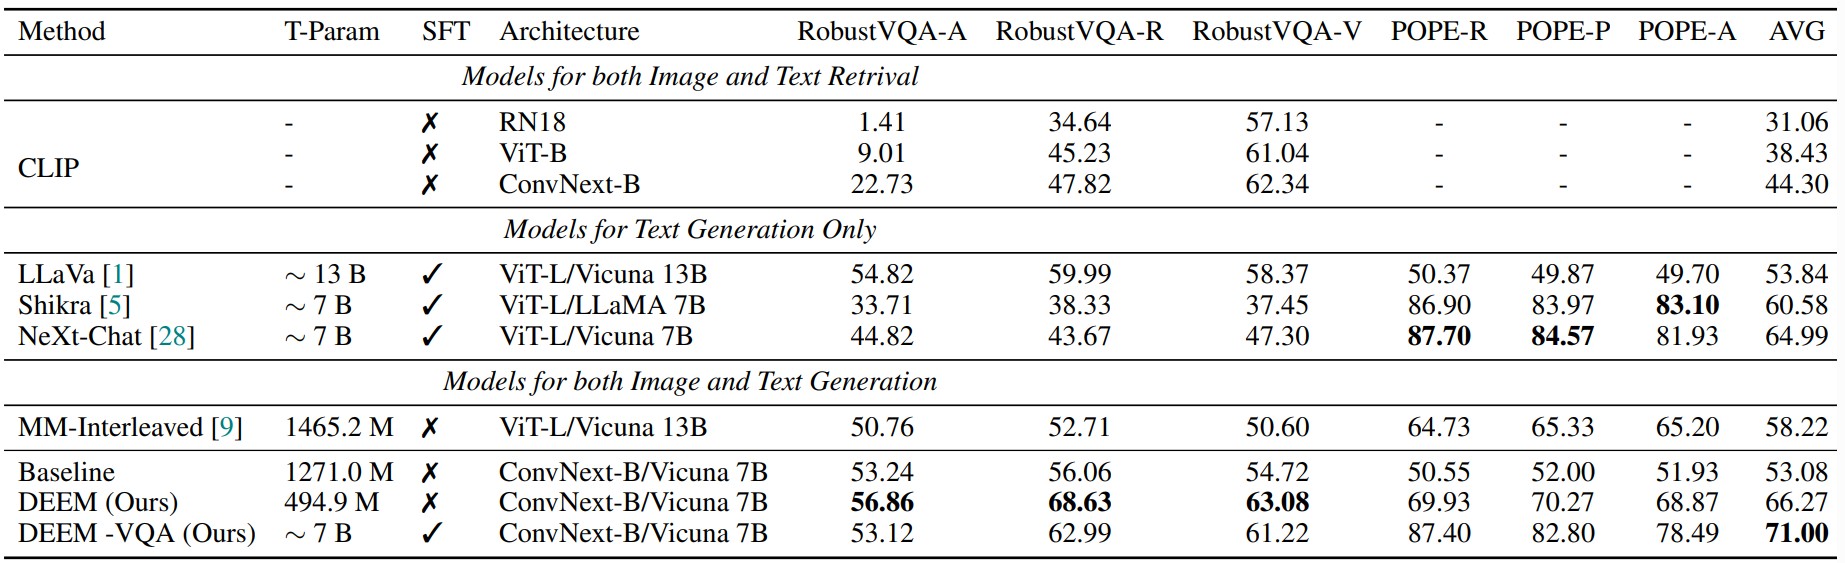 Method T-Param SFT Architecture RobustVQA-A RobustVQA-R RobustVQA-V POPE-R POPE-P POPE-A AVG
Models for both Image and Text Retrival
- ✗ RN18 1.41 34.64 57.13 - - - 31.06
CLIP - ✗ ViT-B 9.01 45.23 61.04 - - - 38.43
- ✗ ConvNext-B 22.73 47.82 62.34 - - - 44.30
Models for Text Generation Only
LLaVa [1] ∼ 13 B ✓ ViT-L/Vicuna 13B 54.82 59.99 58.37 50.37 49.87 49.70 53.84
Shikra [5] ∼ 7 B ✓ ViT-L/LLaMA 7B 33.71 38.33 37.45 86.90 83.97 83.10 60.58
NeXt-Chat [28] ∼ 7 B ✓ ViT-L/Vicuna 7B 44.82 43.67 47.30 87.70 84.57 81.93 64.99
Models for both Image and Text Generation
MM-Interleaved [9] 1465.2 M ✗ ViT-L/Vicuna 13B 50.76 52.71 50.60 64.73 65.33 65.20 58.22
Baseline 1271.0 M ✗ ConvNext-B/Vicuna 7B 53.24 56.06 54.72 50.55 52.00 51.93 53.08
DEEM (Ours) 494.9 M ✗ ConvNext-B/Vicuna 7B 56.86 68.63 63.08 69.93 70.27 68.87 66.27
DEEM -VQA (Ours) ∼ 7 B ✓ ConvNext-B/Vicuna 7B 53.12 62.99 61.22 87.40 82.80 78.49 71.00